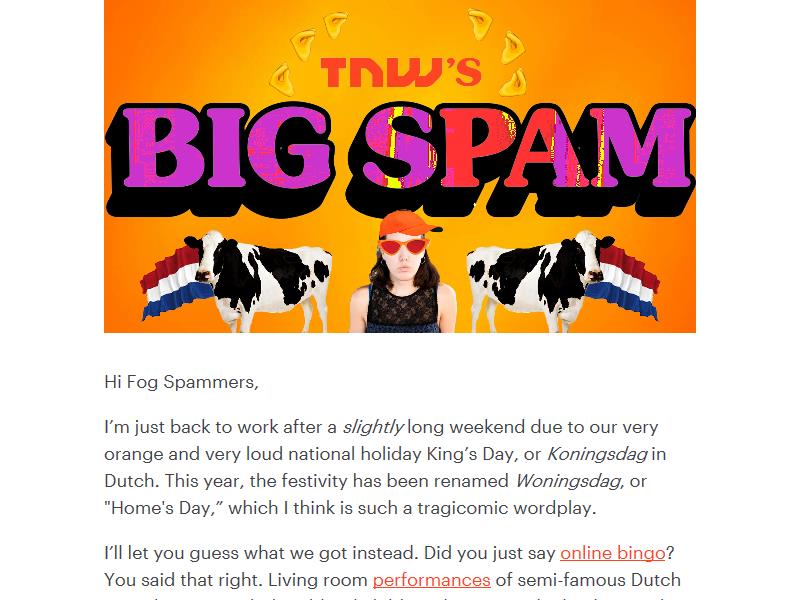 TNW'S
BIG SPAM
Hi Fog Spammers,
I’m just back to work after a slightly long weekend due to our very
orange and very loud national holiday King’s Day, or Koningsdag in
Dutch. This year, the festivity has been renamed Woningsdag, or
"Home's Day,” which I think is such a tragicomic wordplay.
I’ll let you guess what we got instead. Did you just say online bingo?
You said that right. Living room performances of semi-famous Dutch